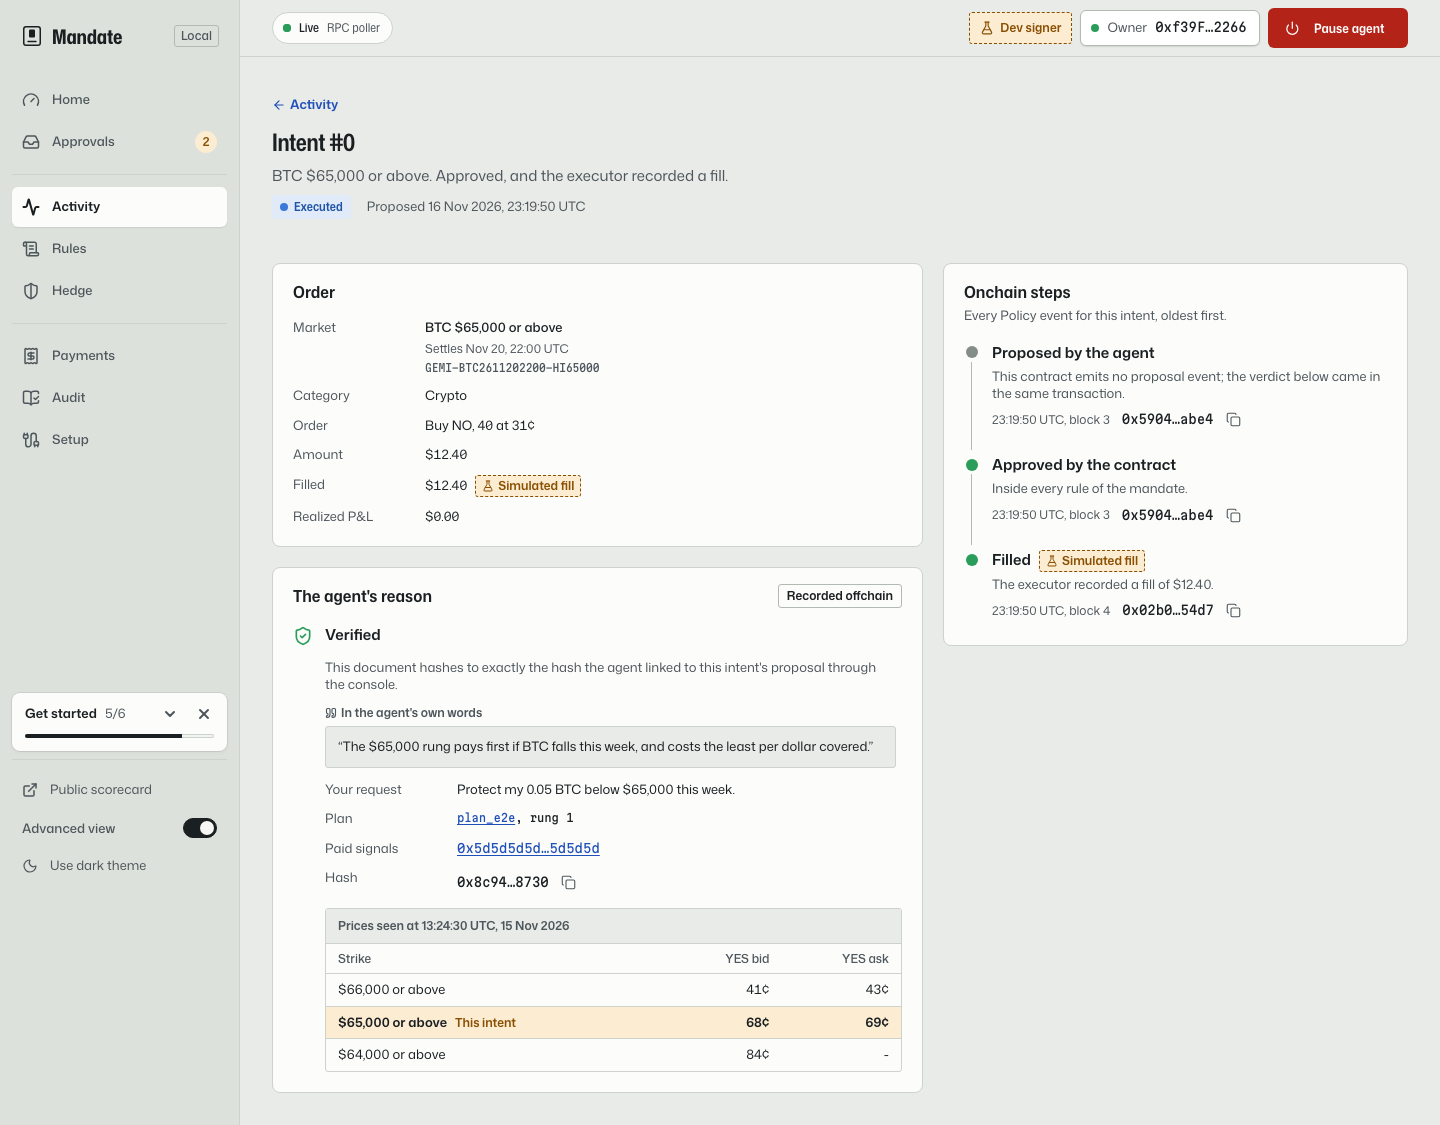 Mandate
Local
Home
Approvals 2
Activity
Rules
Hedge
Payments
Audit
Setup
Get started 5/6
Public scorecard
Advanced view
Use dark theme
Live RPC poller
Dev signer
Owner 0xf39F…2266
Pause agent
Activity
Intent #0
BTC $65,000 or above. Approved, and the executor recorded a fill.
Executed Proposed 16 Nov 2026, 23:19:50 UTC
Order
Market BTC $65,000 or above
Settles Nov 20, 22:00 UTC
GEMI-BTC2611202200-HI65000
Category Crypto
Order Buy NO, 40 at 31¢
Amount $12.40
Filled $12.40 Simulated fill
Realized P&L $0.00
The agent's reason
Recorded offchain
Verified
This document hashes to exactly the hash the agent linked to this intent's proposal through
the console.
In the agent's own words
“The $65,000 rung pays first if BTC falls this week, and costs the least per dollar covered.”
Your request Protect my 0.05 BTC below $65,000 this week.
Plan plan_e2e, rung 1
Paid signals 0x5d5d5d5d…5d5d5d
Hash 0x8c94…8730
Prices seen at 13:24:30 UTC, 15 Nov 2026
Strike YES bid YES ask
$66,000 or above 41¢ 43¢
$65,000 or above This intent 68¢ 69¢
$64,000 or above 84¢ -
Onchain steps
Every Policy event for this intent, oldest first.
Proposed by the agent
This contract emits no proposal event; the verdict below came in
the same transaction.
23:19:50 UTC, block 3 0x5904…abe4
Approved by the contract
Inside every rule of the mandate.
23:19:50 UTC, block 3 0x5904…abe4
Filled Simulated fill
The executor recorded a fill of $12.40.
23:19:50 UTC, block 4 0x02b0…54d7